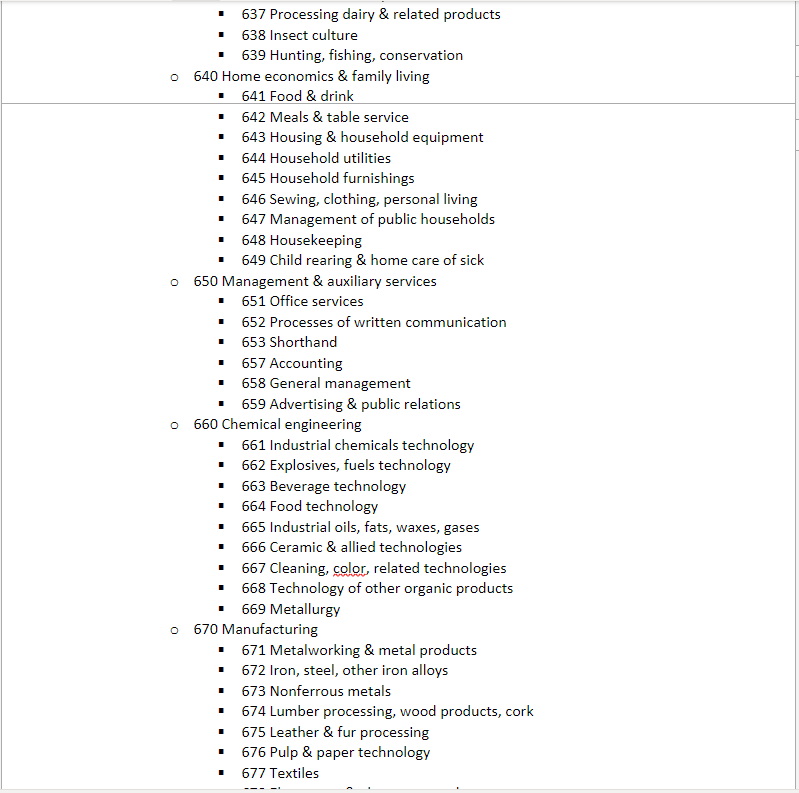 637 Processing dairy & related products
638 Insect culture
639 Hunting, fishing, conservation
640 Home economics & family living
641 Food & drink
642 Meals & table service
643 Housing & household equipment
644 Household utilities
645 Household furnishings
646 Sewing, clothing, personal living
647 Management of public households
648 Housekeeping
649 Child rearing & home care of sick
650 Management & auxiliary services
651 Office services
652 Processes of written communication
653 Shorthand
657 Accounting
658 General management
659 Advertising & public relations
660 Chemical engineering
661 Industrial chemicals technology
662 Explosives, fuels technology
663 Beverage technology
664 Food technology
665 Industrial oils, fats, waxes, gases
666 Ceramic & allied technologies
667 Cleaning, color, related technologies
668 Technology of other organic products
669 Metallurgy
670 Manufacturing
671 Metalworking & metal products
672 Iron, steel, other iron alloys
673 Nonferrous metals
674 Lumber processing, wood products, cork
675 Leather & fur processing
676 Pulp & paper technology
677 Textiles